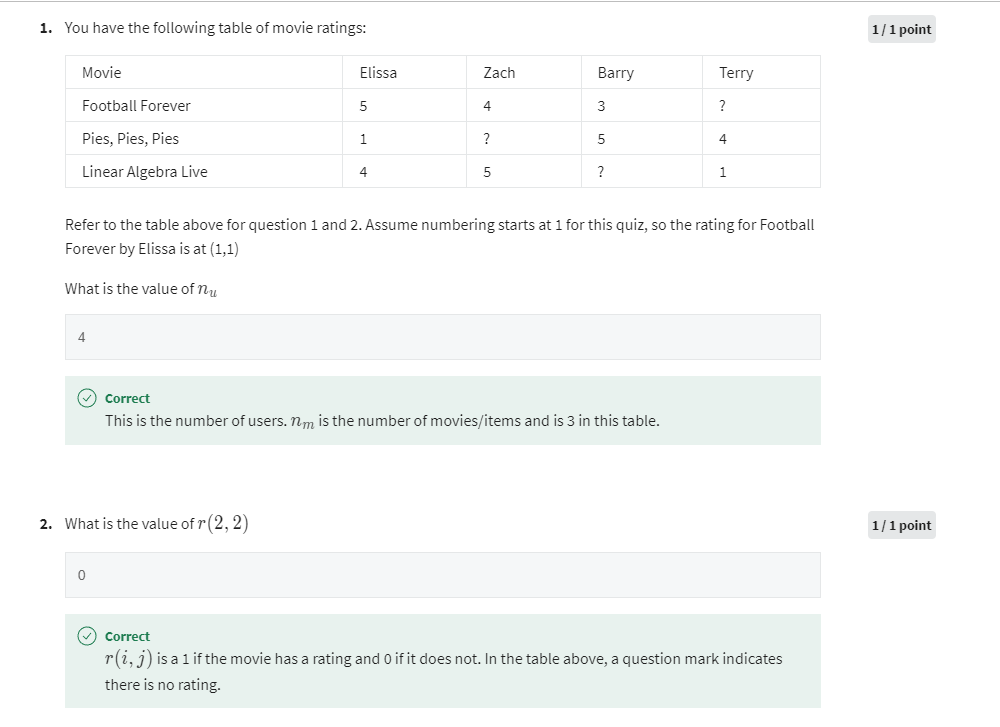 1. You have the following table of movie ratings:
1 / 1 point
Movie Elissa Zach Barry Terry
Football Forever 5 4 3 ?
Pies, Pies, Pies 1 ? 5 4
Linear Algebra Live 4 5 ? 1
Refer to the table above for question 1 and 2. Assume numbering starts at 1 for this quiz, so the rating for Football
Forever by Elissa is at (1,1)
What is the value of n_u
4
Correct
This is the number of users. n_m is the number of movies/items and is 3 in this table.
2. What is the value of r(2, 2)
1 / 1 point
0
Correct
r(i, j) is a 1 if the movie has a rating and 0 if it does not. In the table above, a question mark indicates
there is no rating.